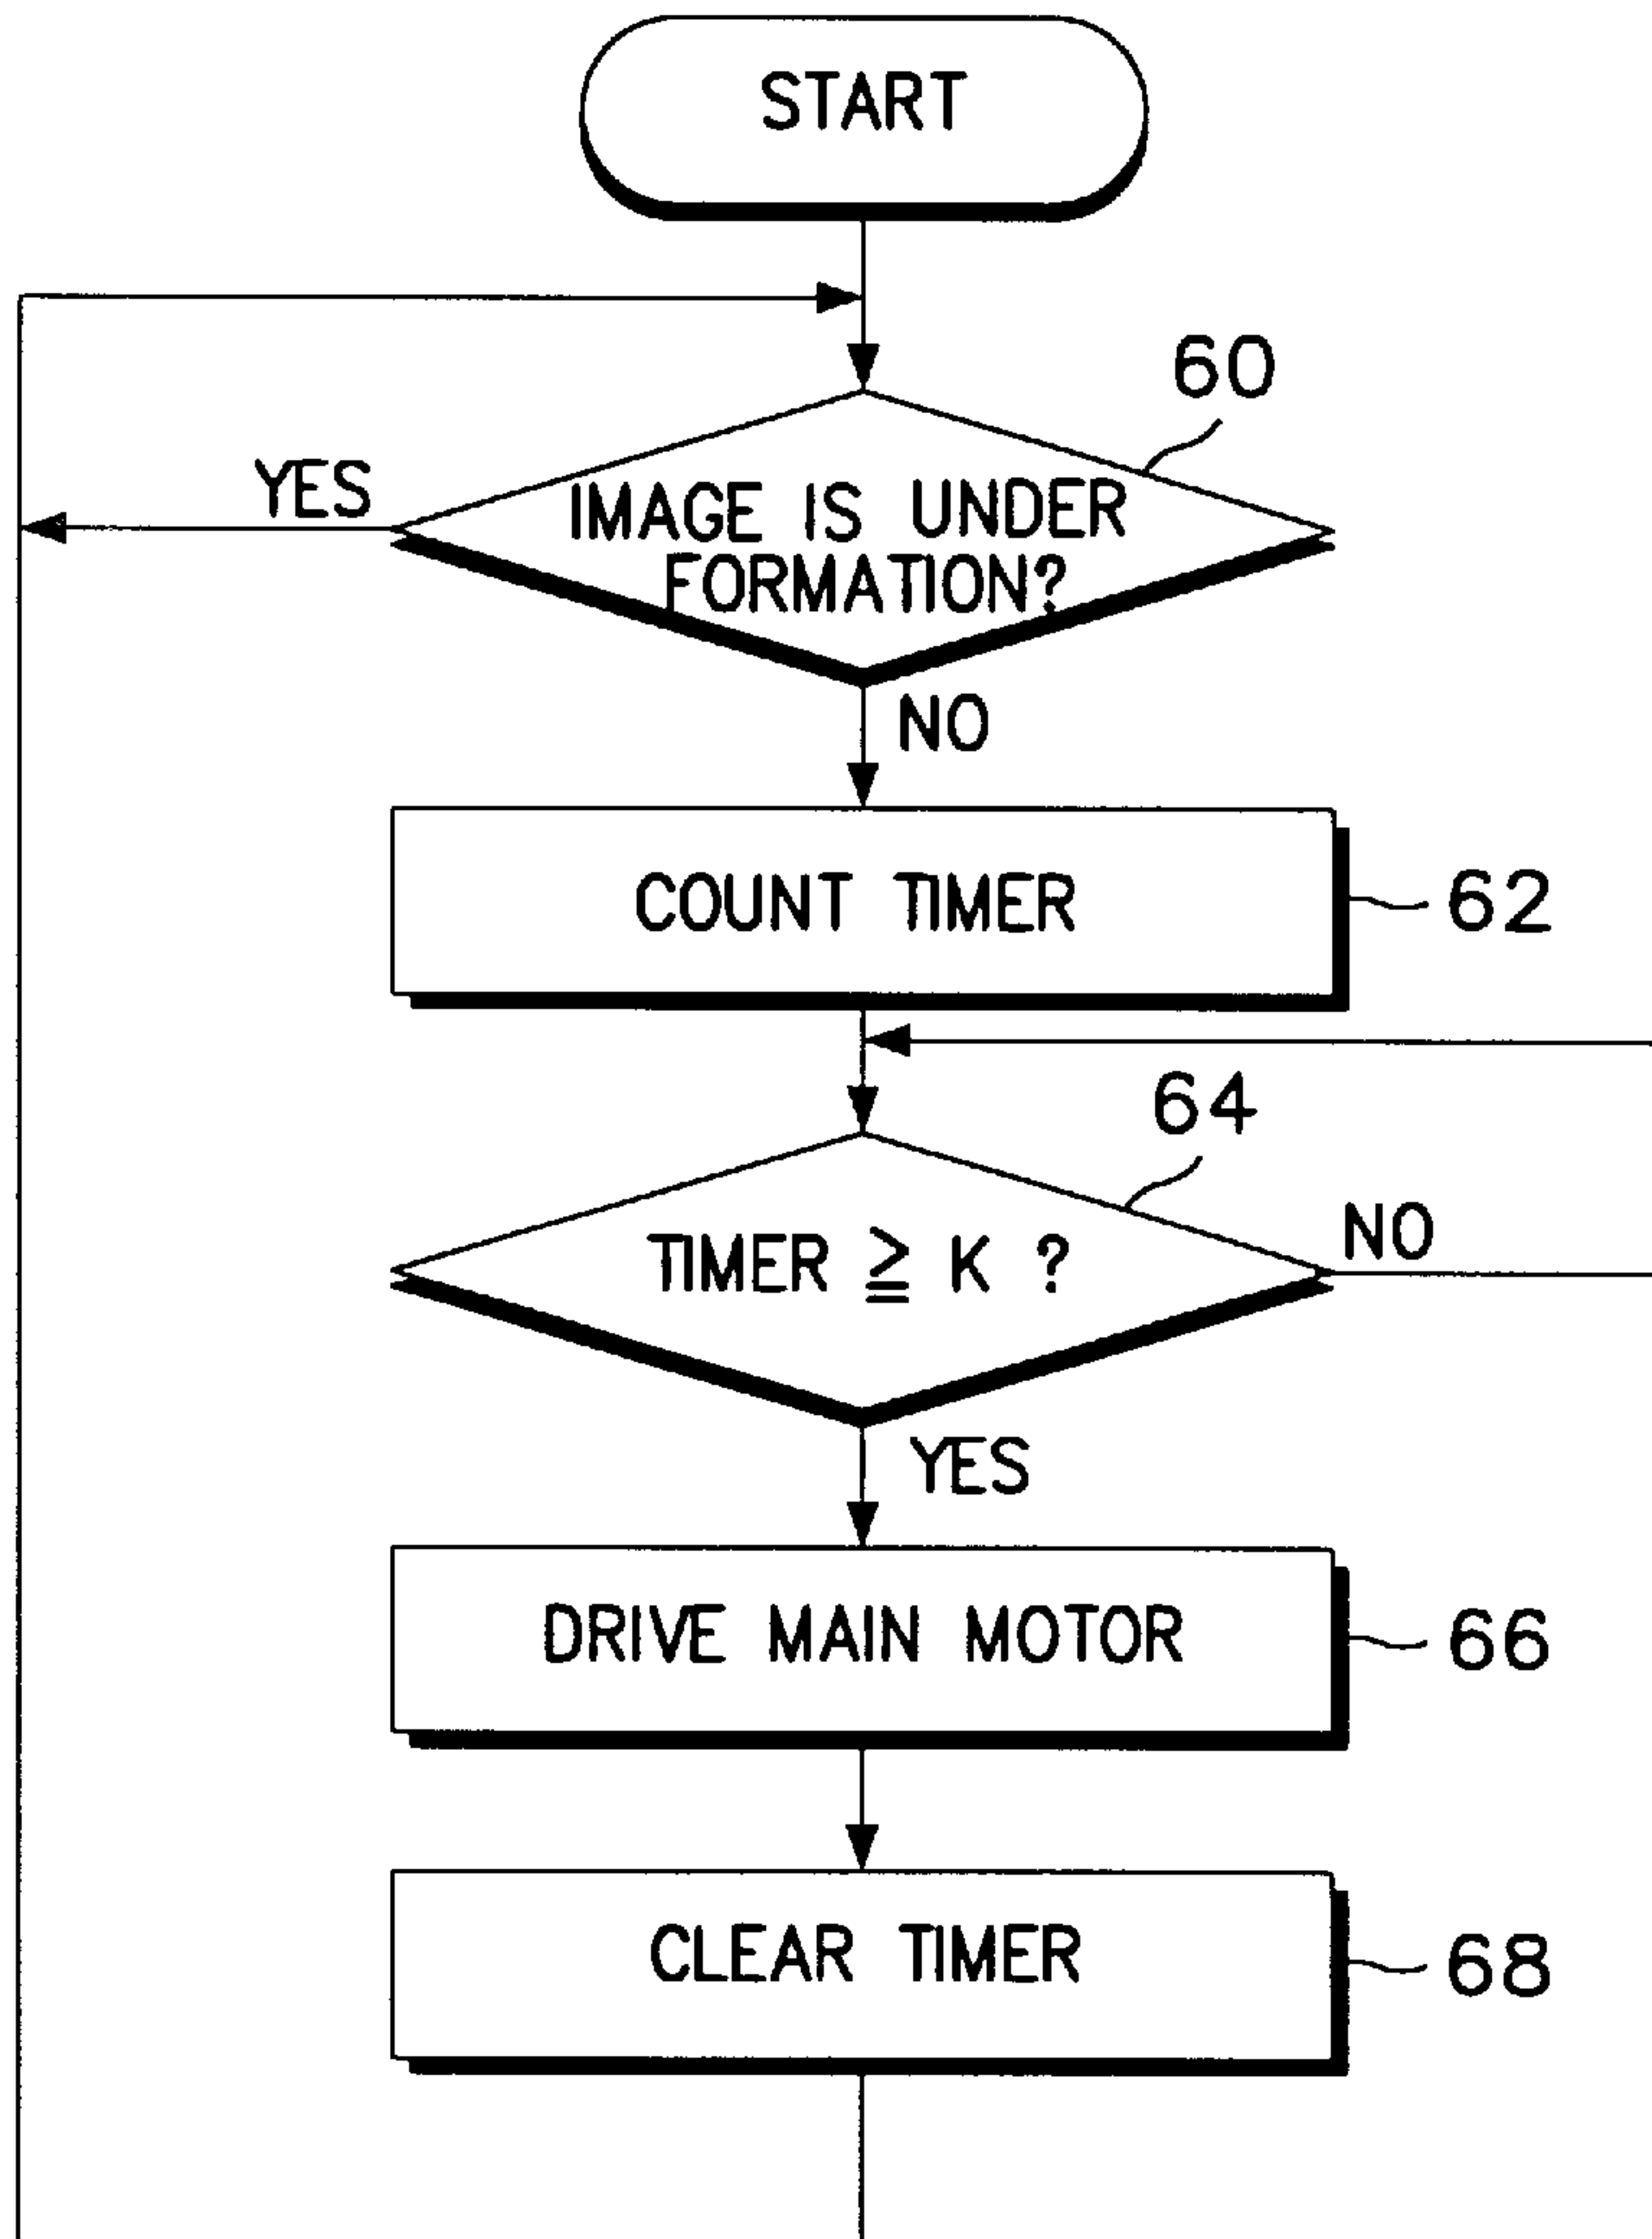 START
60
YES
IMAGE IS UNDER
FORMATION?
NO
COUNT TIMER
62
64
TIMER ≧ K ?
NO
YES
DRIVE MAIN MOTOR
66
CLEAR TIMER
68